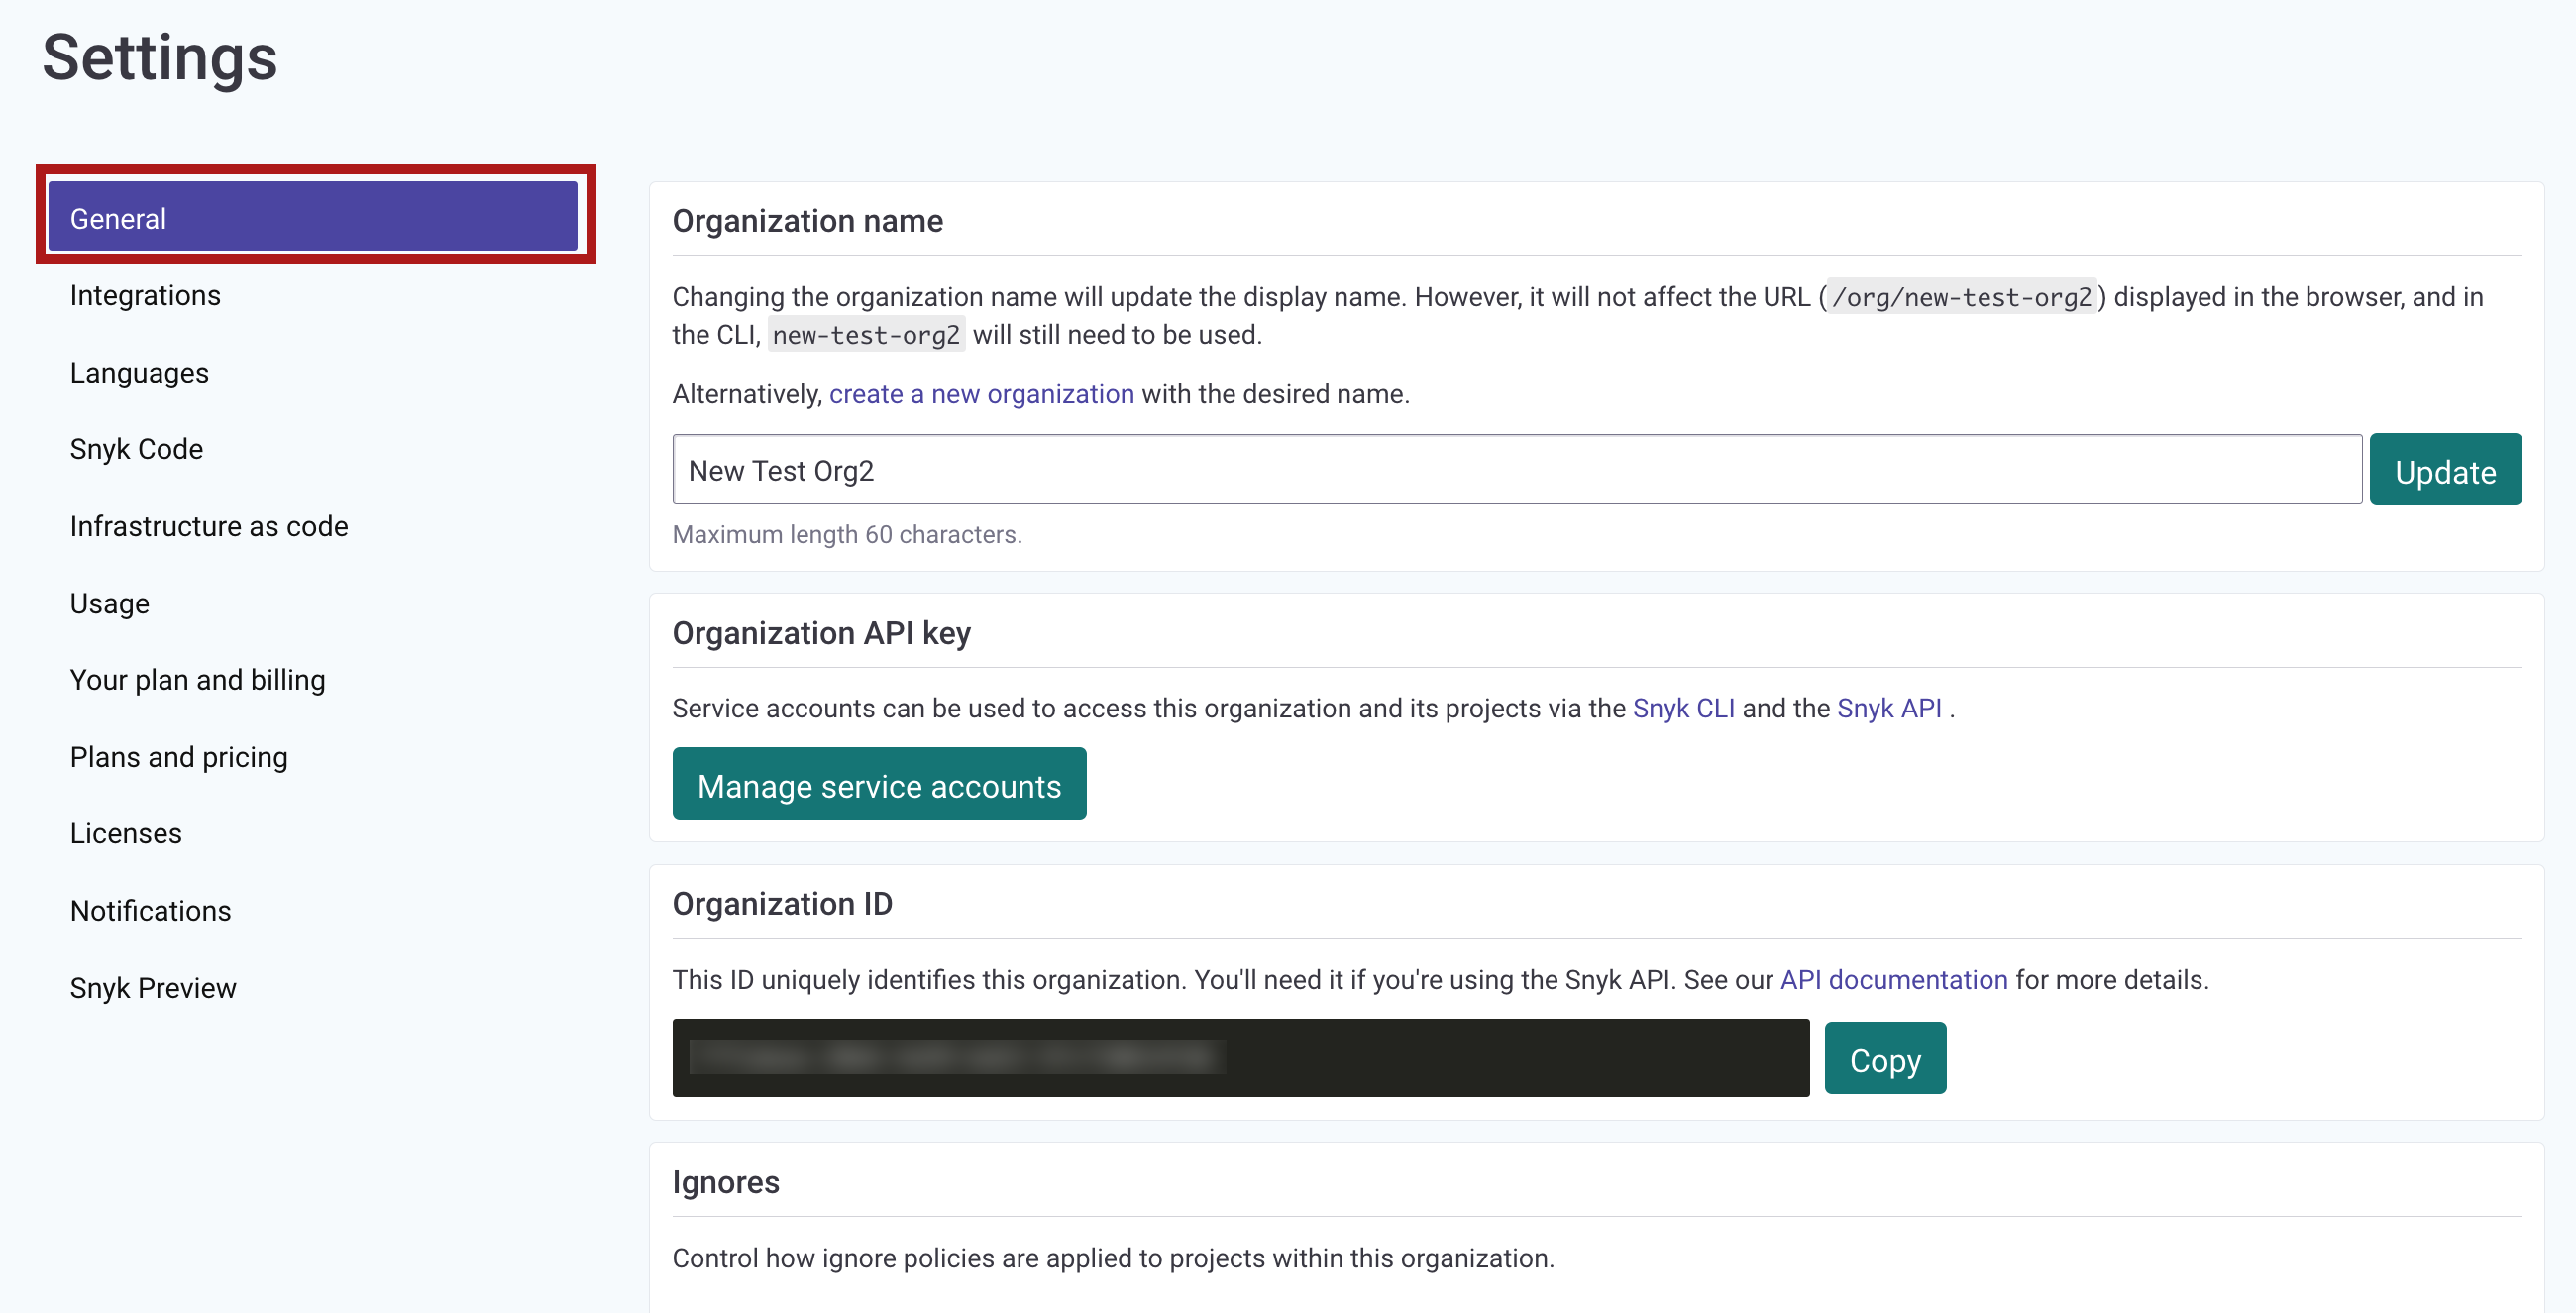 Settings
General
Integrations
Languages
Snyk Code
Infrastructure as code
Usage
Your plan and billing
Plans and pricing
Licenses
Notifications
Snyk Preview
Organization name
Changing the organization name will update the display name. However, it will not affect the URL (/org/new-test-org2) displayed in the browser, and in
the CLI, new-test-org2 will still need to be used.
Alternatively, create a new organization with the desired name.
New Test Org2
Update
Maximum length 60 characters.
Organization API key
Service accounts can be used to access this organization and its projects via the Snyk CLI and the Snyk API .
Manage service accounts
Organization ID
This ID uniquely identifies this organization. You'll need it if you're using the Snyk API. See our API documentation for more details.
Copy
Ignores
Control how ignore policies are applied to projects within this organization.